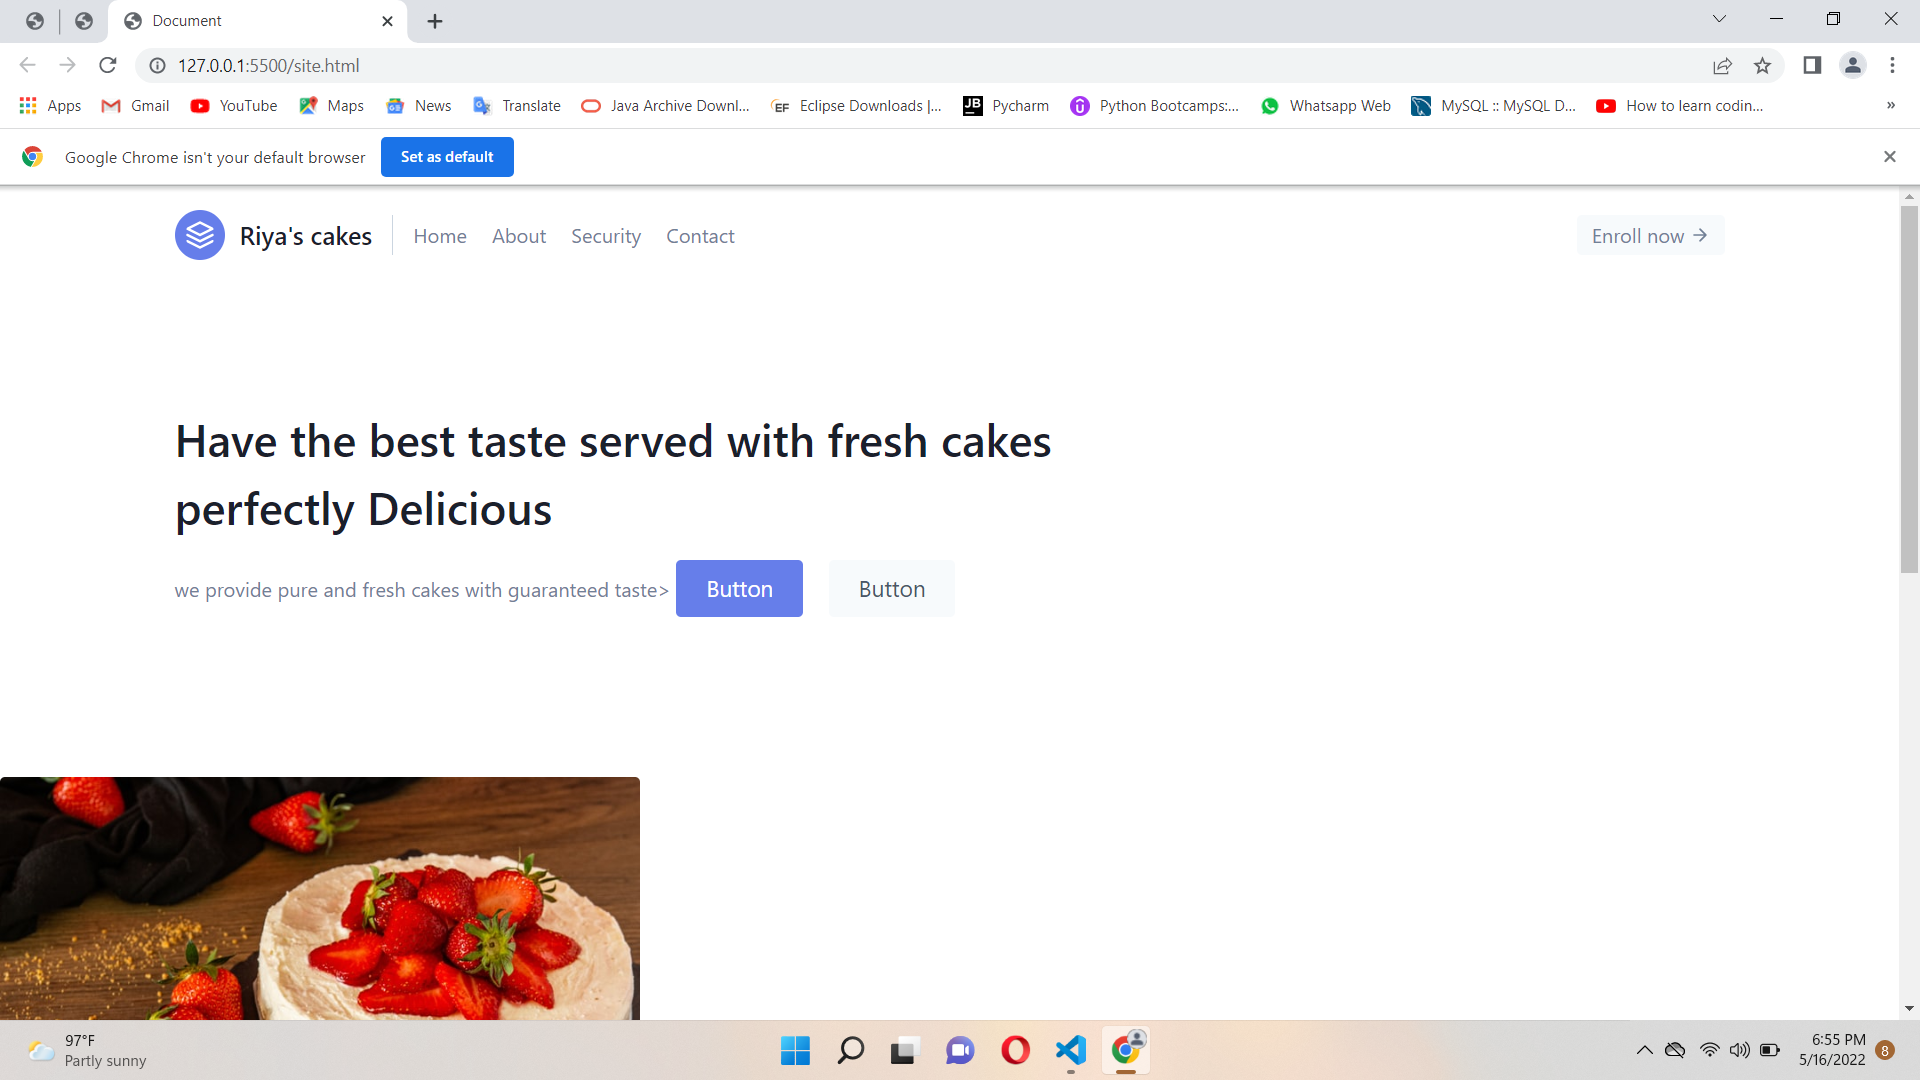 Document
127.0.0.1:5500/site.html
Apps Gmail YouTube Maps News Translate Java Archive Downl... EF Eclipse Downloads |... JB Pycharm Python Bootcamps:... Whatsapp Web MySQL :: MySQL D... How to learn codin... »
Google Chrome isn't your default browser Set as default
Riya's cakes Home About Security Contact Enroll now →
Have the best taste served with fresh cakes
perfectly Delicious
we provide pure and fresh cakes with guaranteed taste> Button Button
97°F
Partly sunny
6:55 PM
5/16/2022
8